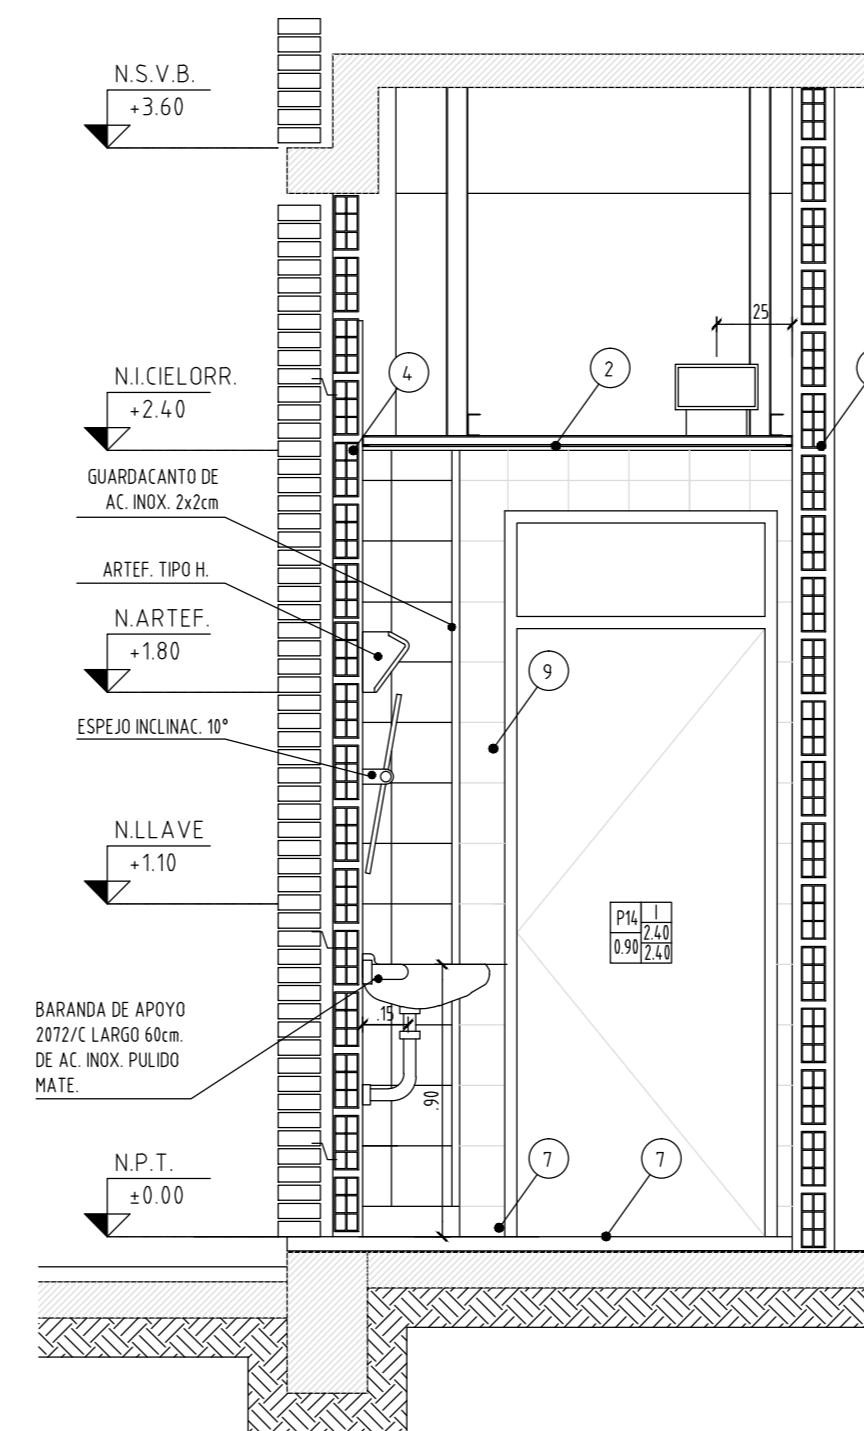 N.S.V.B.
+3.60
25
N.I.CIELORR.
+2.40
4
2
GUARDACANTO DE
AC. INOX. 2x2cm
ARTEF. TIPO H.
N.ARTEF.
+1.80
9
ESPEJO INCLINAC. 10°
N.LLAVE
+1.10
P14 I
0.90 2.40
2.40
BARANDA DE APOYO
2072/C LARGO 60cm.
DE AC. INOX. PULIDO
MATE.
.15
.90
N.P.T.
±0.00
7
7